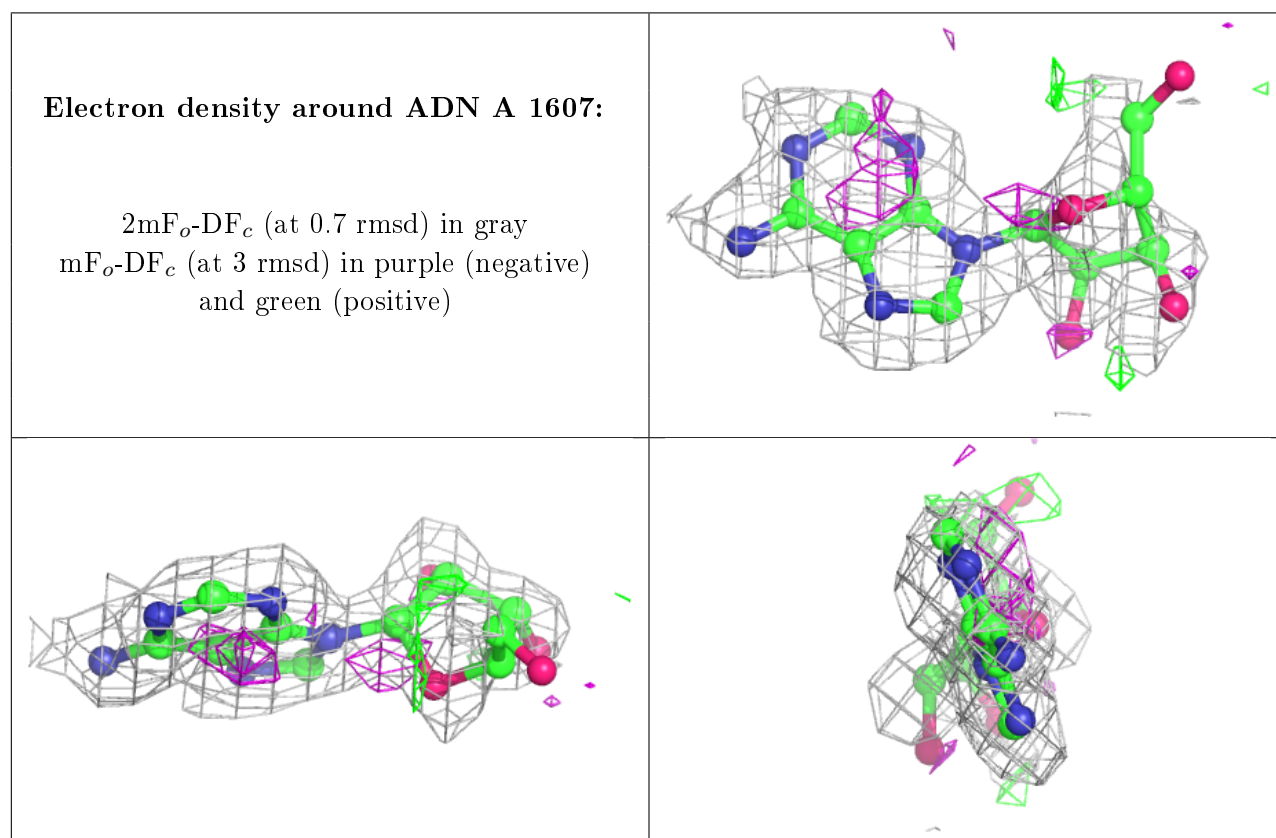 Electron density around ADN A 1607:
2mFₒ-DF𝒸 (at 0.7 rmsd) in gray
mFₒ-DF𝒸 (at 3 rmsd) in purple (negative)
and green (positive)